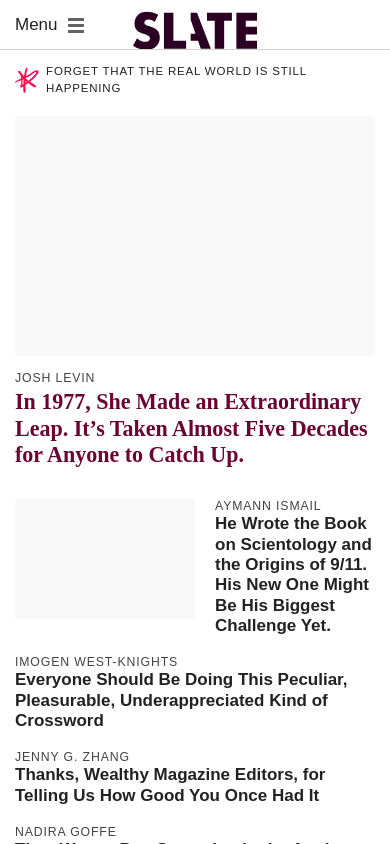 Menu
SLATE
FORGET THAT THE REAL WORLD IS STILL
HAPPENING
JOSH LEVIN
In 1977, She Made an Extraordinary
Leap. It’s Taken Almost Five Decades
for Anyone to Catch Up.
AYMANN ISMAIL
He Wrote the Book
on Scientology and
the Origins of 9/11.
His New One Might
Be His Biggest
Challenge Yet.
IMOGEN WEST-KNIGHTS
Everyone Should Be Doing This Peculiar,
Pleasurable, Underappreciated Kind of
Crossword
JENNY G. ZHANG
Thanks, Wealthy Magazine Editors, for
Telling Us How Good You Once Had It
NADIRA GOFFE